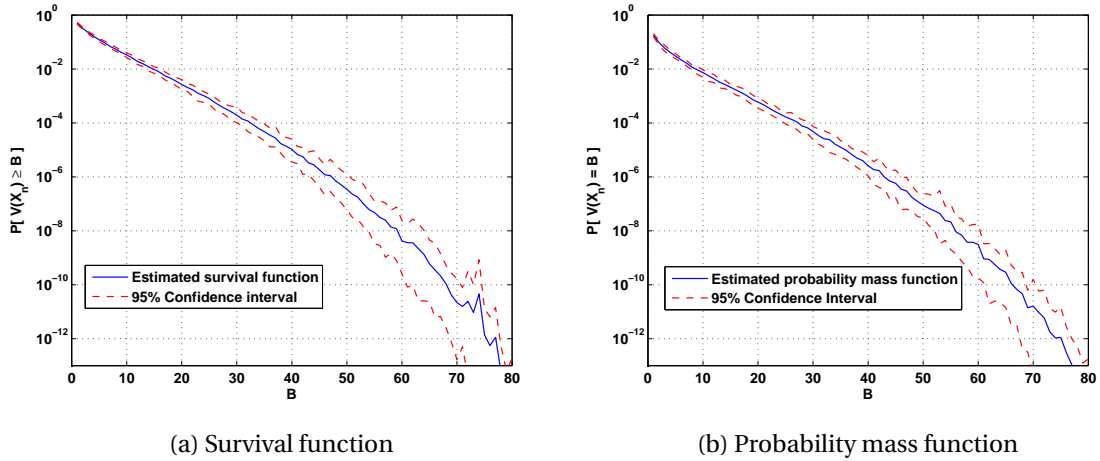 10^0
10^−2
10^−4
10^−6
10^−8
10^−10
10^−12
P[ V(X_n) ≥ B ]
Estimated survival function
95% Confidence interval
0 10 20 30 40 50 60 70 80
B
(a) Survival function
10^0
10^−2
10^−4
10^−6
10^−8
10^−10
10^−12
P[ V(X_n) = B ]
Estimated probability mass function
95% Confidence Interval
0 10 20 30 40 50 60 70 80
B
(b) Probability mass function